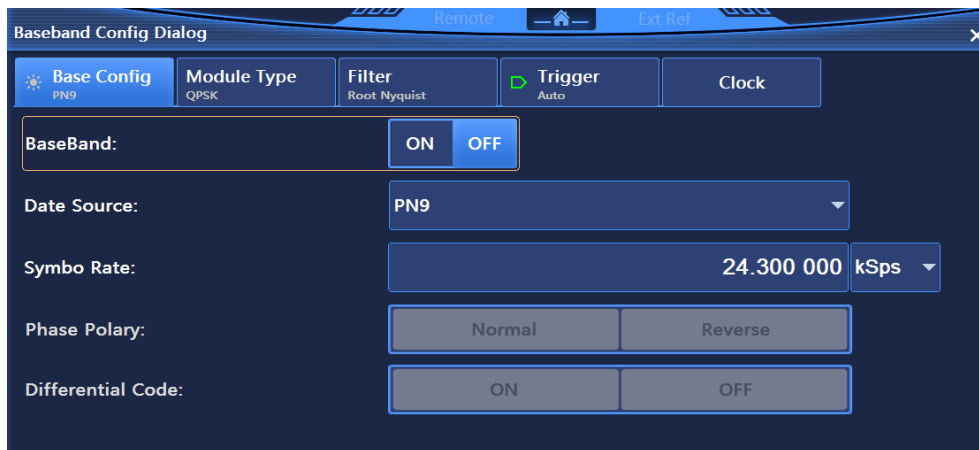 Remote Ext Ref
Baseband Config Dialog
Base Config Module Type Filter Trigger Clock
PN9 QPSK Root Nyquist Auto
BaseBand: ON OFF
Date Source: PN9
Symbo Rate: 24.300 000 kSps
Phase Polary: Normal Reverse
Differential Code: ON OFF